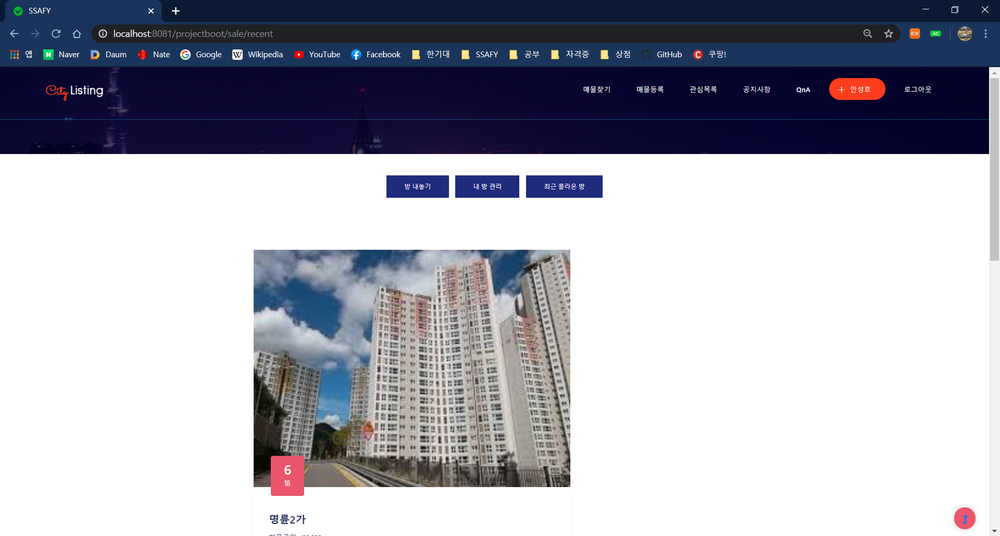 SSAFY
localhost:8081/projectboot/sale/recent
EX
AC
앱 Naver Daum Nate Google Wikipedia YouTube Facebook 한기대 SSAFY 공부 자격증 상점 GitHub 쿠팡!
City Listing
매물찾기 매물등록 관심목록 공지사항 QnA 안성호 로그아웃
방 내놓기 내 방 관리 최근 올라온 방
6
18
명륜2가